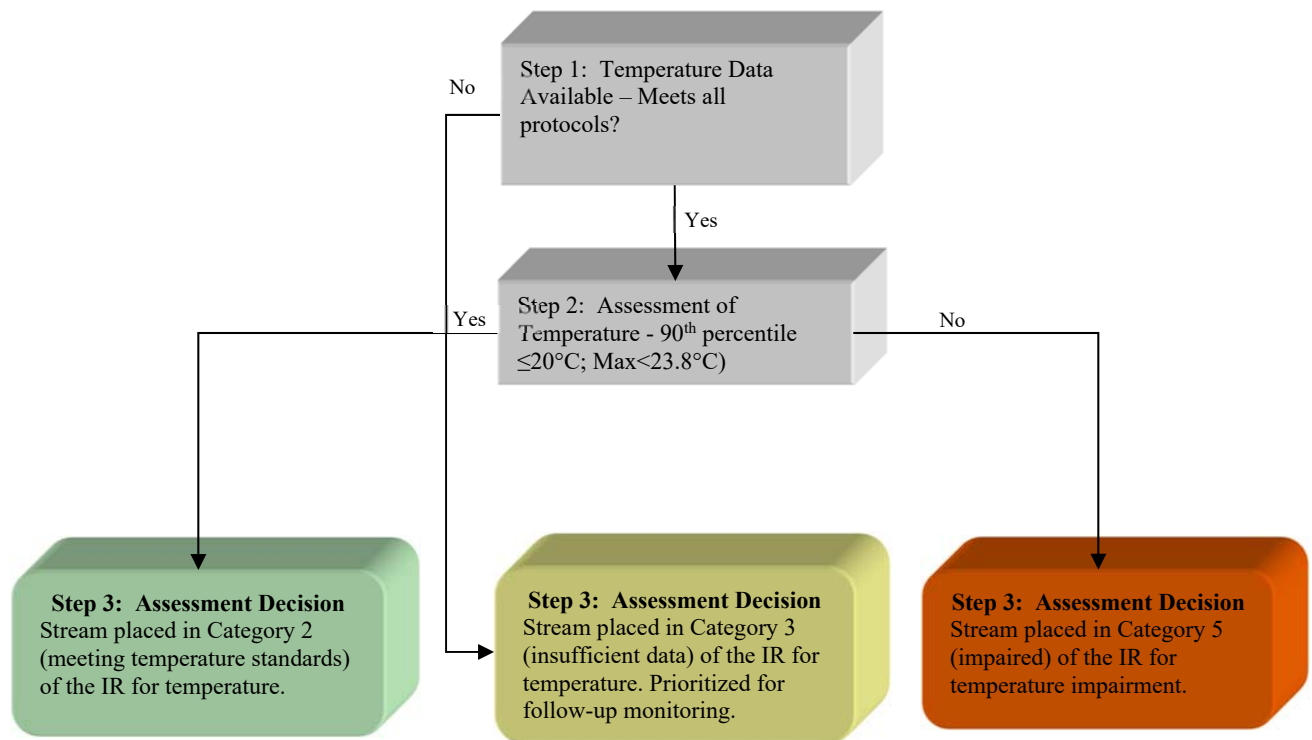 Step 1: Temperature Data
Available – Meets all
protocols?
No
Yes
Step 2: Assessment of
Temperature - 90th percentile
≤20°C; Max<23.8°C)
Yes
No
Step 3: Assessment Decision
Stream placed in Category 2
(meeting temperature standards)
of the IR for temperature.
Step 3: Assessment Decision
Stream placed in Category 3
(insufficient data) of the IR for
temperature. Prioritized for
follow-up monitoring.
Step 3: Assessment Decision
Stream placed in Category 5
(impaired) of the IR for
temperature impairment.